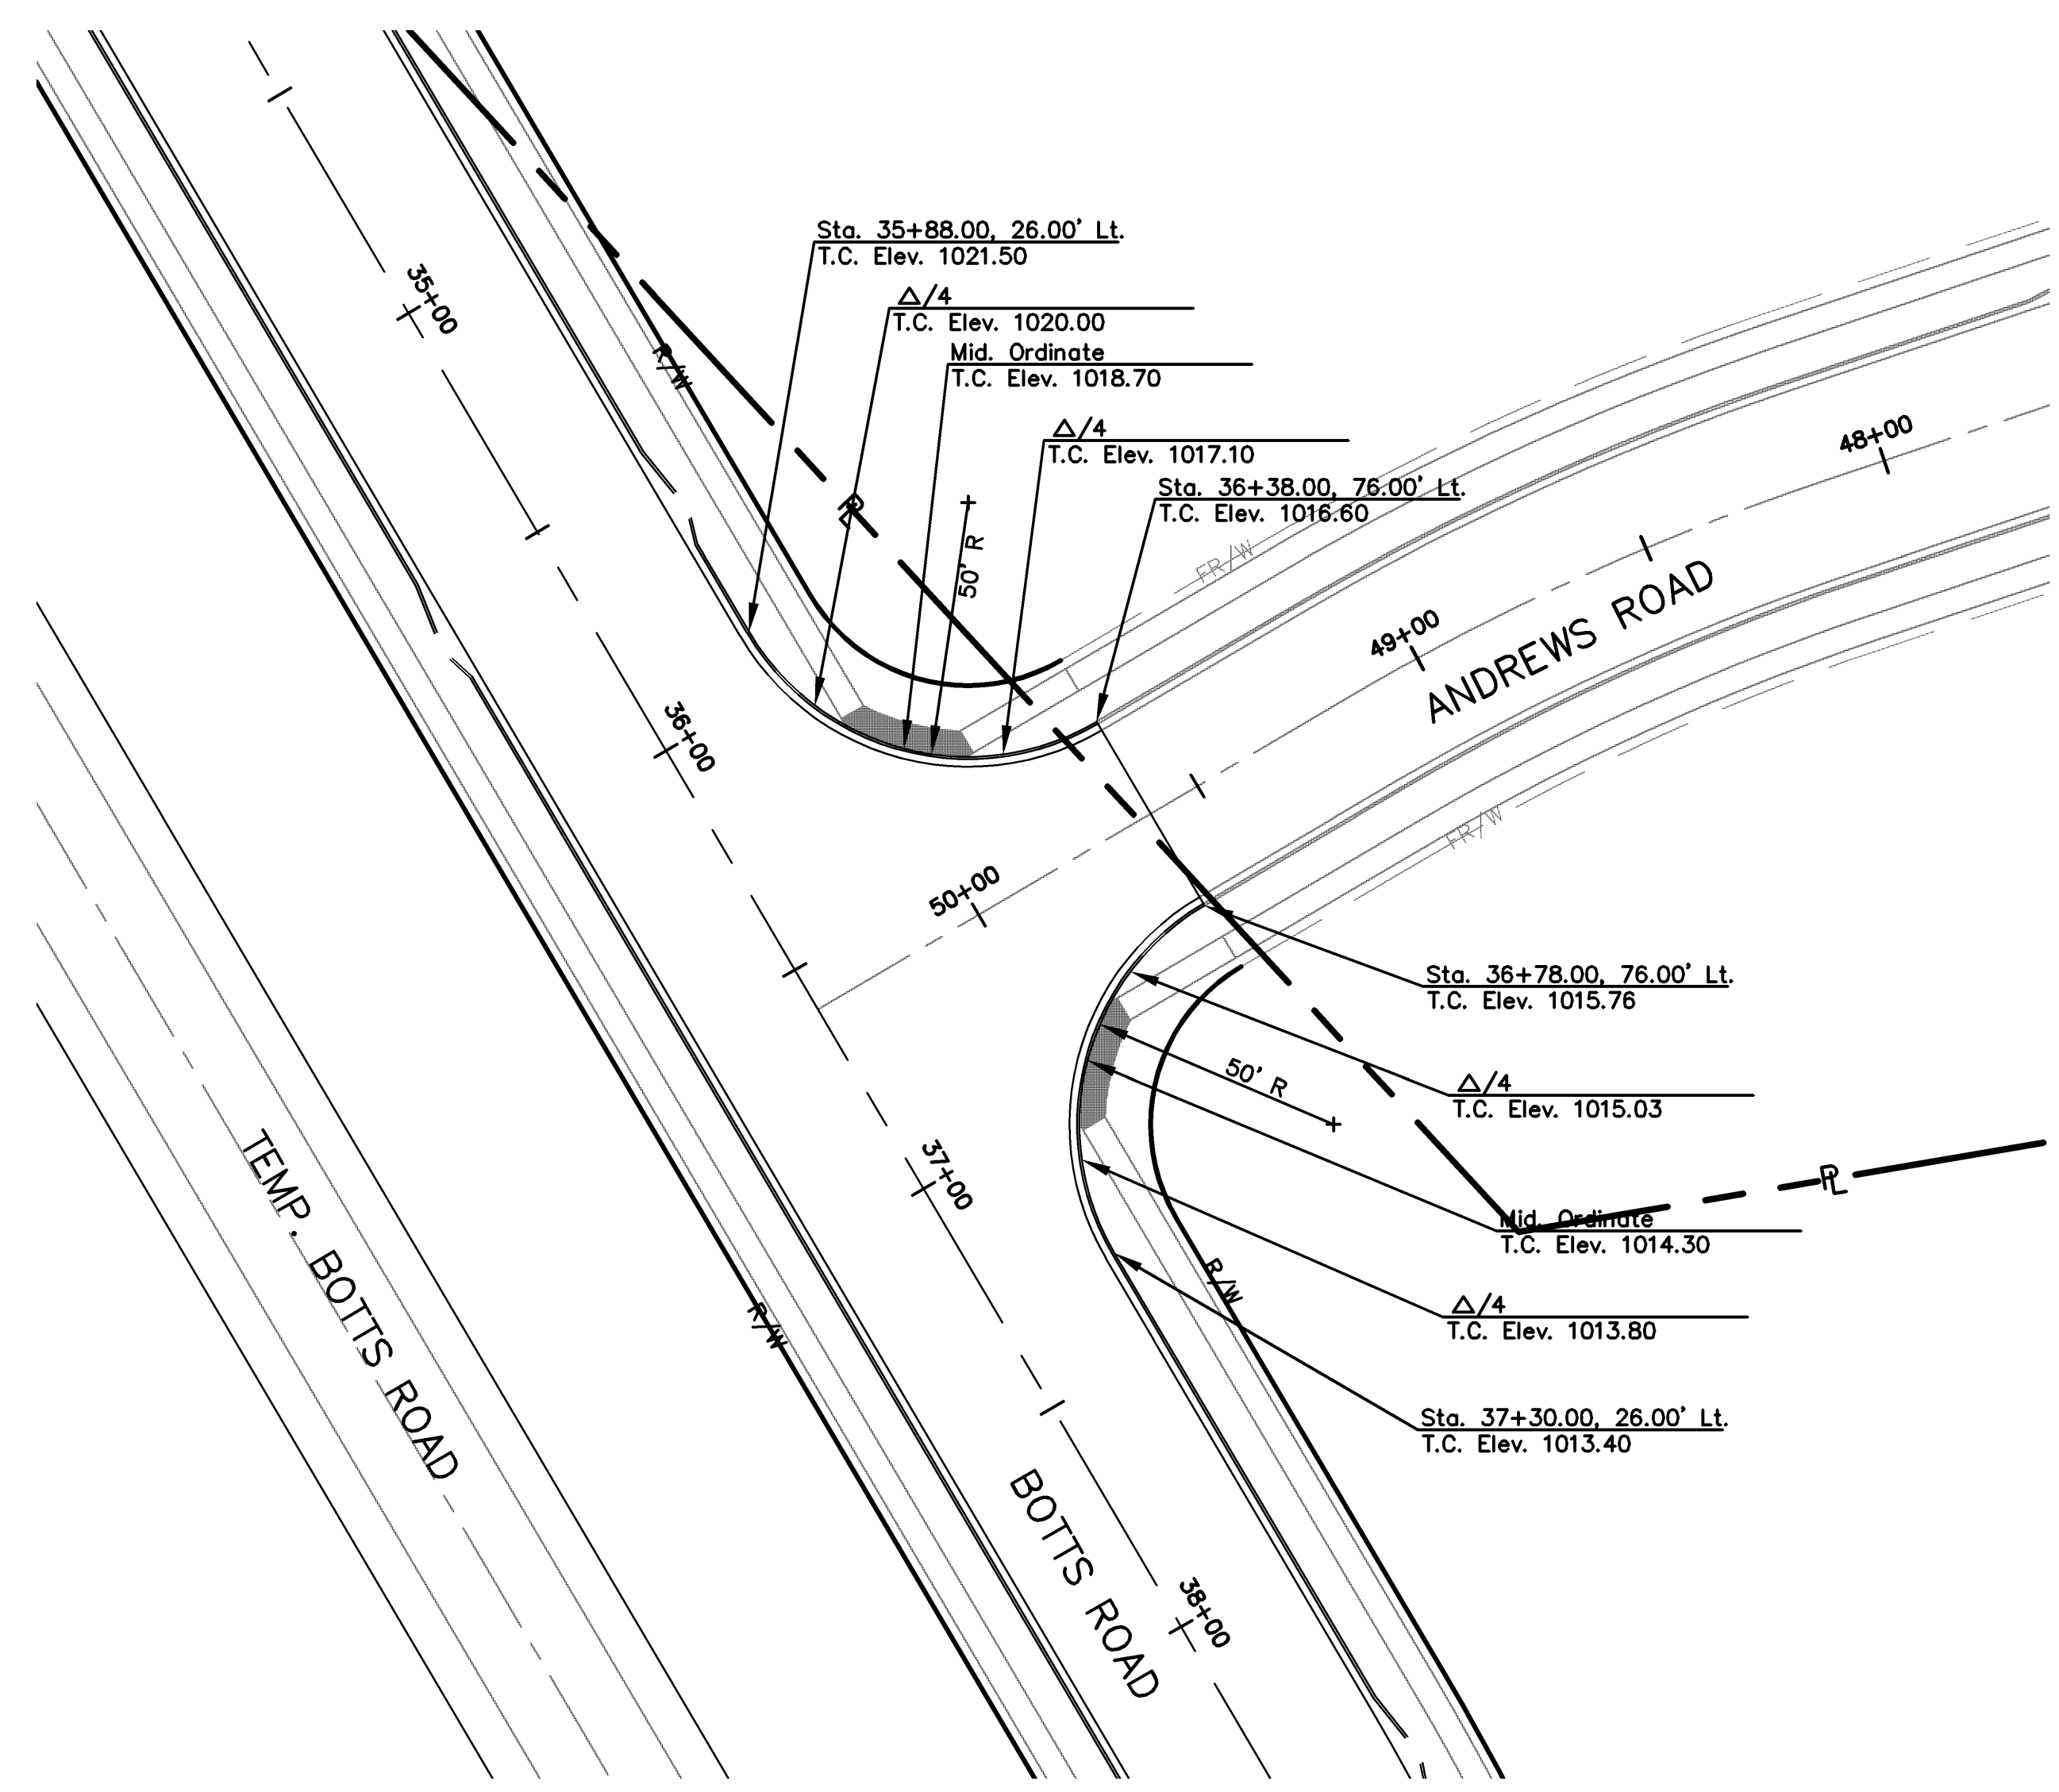 Sta. 35+88.00, 26.00' Lt.
T.C. Elev. 1021.50
35+00
Δ/4
T.C. Elev. 1020.00
Mid. Ordinate
T.C. Elev. 1018.70
R/W
Δ/4
T.C. Elev. 1017.10
48+00
Sta. 36+38.00, 76.00' Lt.
T.C. Elev. 1016.60
PL
50' R
FR/W
ANDREWS ROAD
49+00
36+00
FR/W
50+00
Sta. 36+78.00, 76.00' Lt.
T.C. Elev. 1015.76
50' R
Δ/4
T.C. Elev. 1015.03
37+00
PL
Mid. Ordinate
T.C. Elev. 1014.30
TEMP. BOTTS ROAD
R/W
R/W
Δ/4
T.C. Elev. 1013.80
Sta. 37+30.00, 26.00' Lt.
T.C. Elev. 1013.40
BOTTS ROAD
38+00